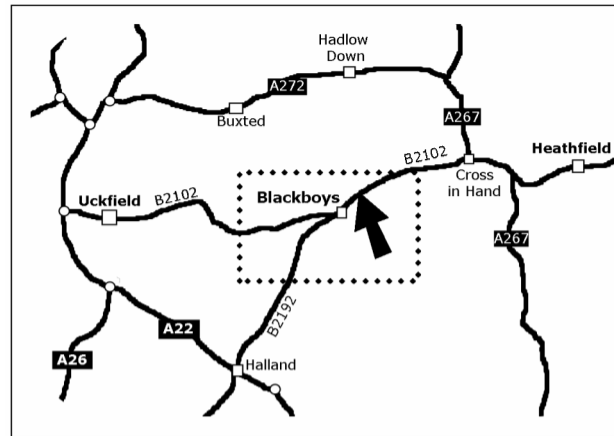 Hadlow
Down
A272
Buxted
A267
B2102
Heathfield
Cross
in Hand
Uckfield
B2102
Blackboys
A267
B2192
A22
A26
Halland